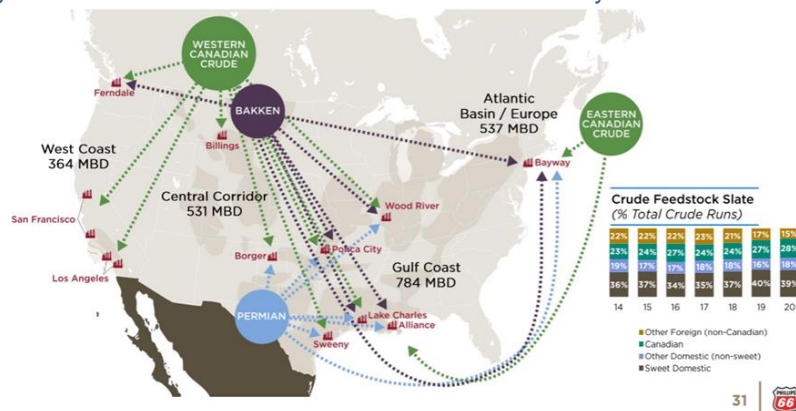 WESTERN
CANADIAN
CRUDE
Ferndale
BAKKEN
Billings
Atlantic
Basin / Europe
537 MBD
EASTERN
CANADIAN
CRUDE
Bayway
West Coast
364 MBD
Central Corridor
531 MBD
San Francisco
Los Angeles
Wood River
Borger
Ponca City
Gulf Coast
784 MBD
PERMIAN
Lake Charles
Alliance
Sweeny
Crude Feedstock Slate
(% Total Crude Runs)
22% 22% 22% 23% 21% 17% 15%
23% 24% 27% 24% 24% 27% 28%
19% 17% 17% 18% 18% 16% 18%
36% 37% 34% 35% 37% 40% 39%
14 15 16 17 18 19 20
Other Foreign (non-Canadian)
Canadian
Other Domestic (non-sweet)
Sweet Domestic
31
PHILLIPS
66